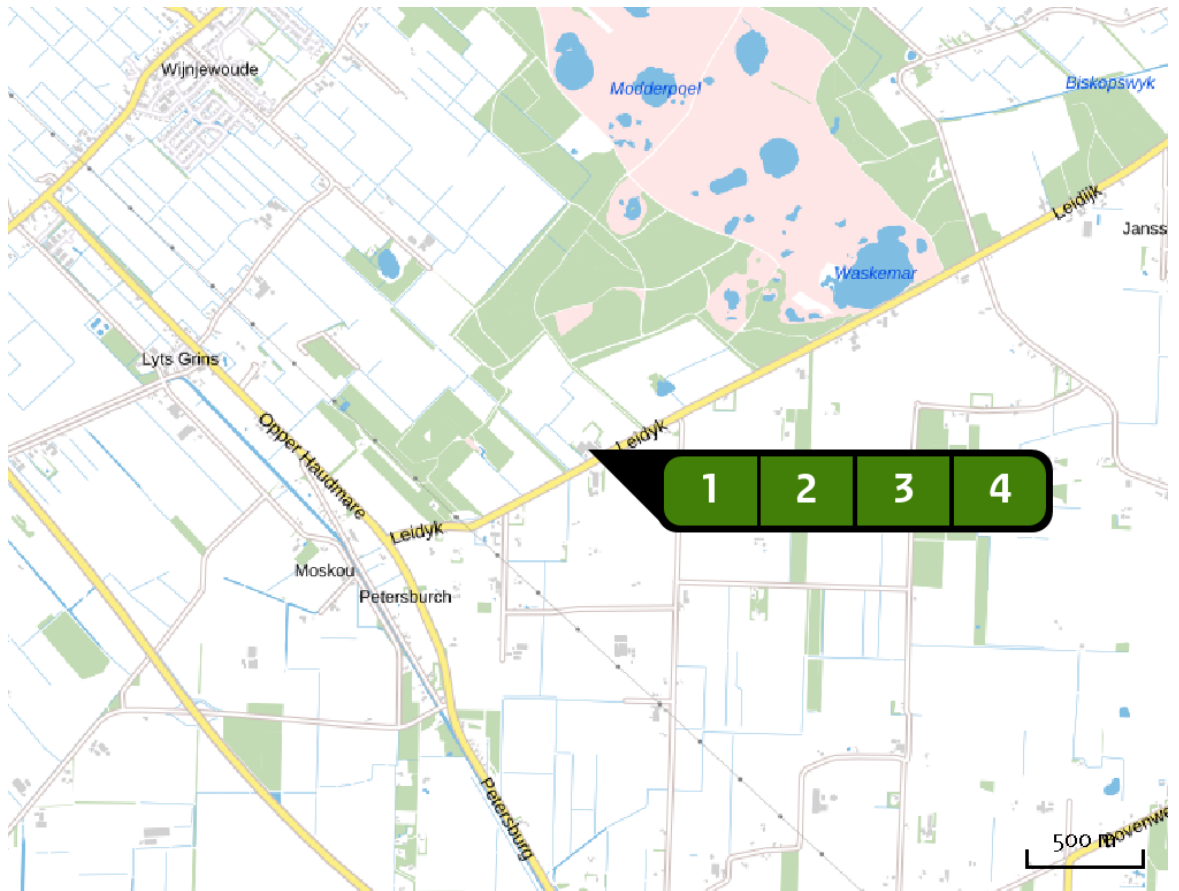 Wijnjewoude
Modderpoel
Biskopswyk
Leidijk
Janss
Waskemar
Lyts Grins
Opper Haudmare
Leidyk
1 2 3 4
Leidyk
Moskou
Petersburch
Petersburg
500 m
ovenwe